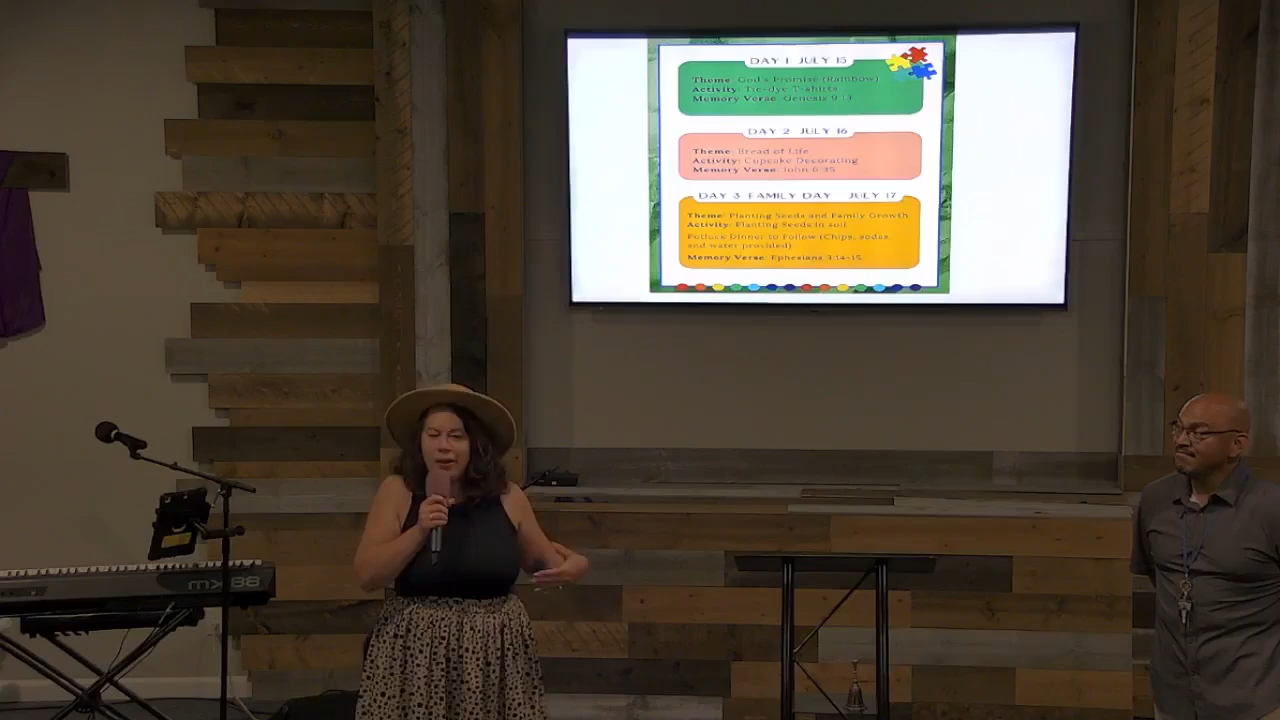 DAY 1 JULY 15
Theme: God's Promise (Rainbow)
Activity: Tie-dye T-shirts
Memory Verse: Genesis 9:13
DAY 2 JULY 16
Theme: Bread of Life
Activity: Cupcake Decorating
Memory Verse: John 6:35
DAY 3 FAMILY DAY JULY 17
Theme: Planting Seeds and Family Growth
Activity: Planting Seeds in soil
Potluck Dinner to Follow (Chips, sodas,
and water provided)
Memory Verse: Ephesians 3:14-15
mx88